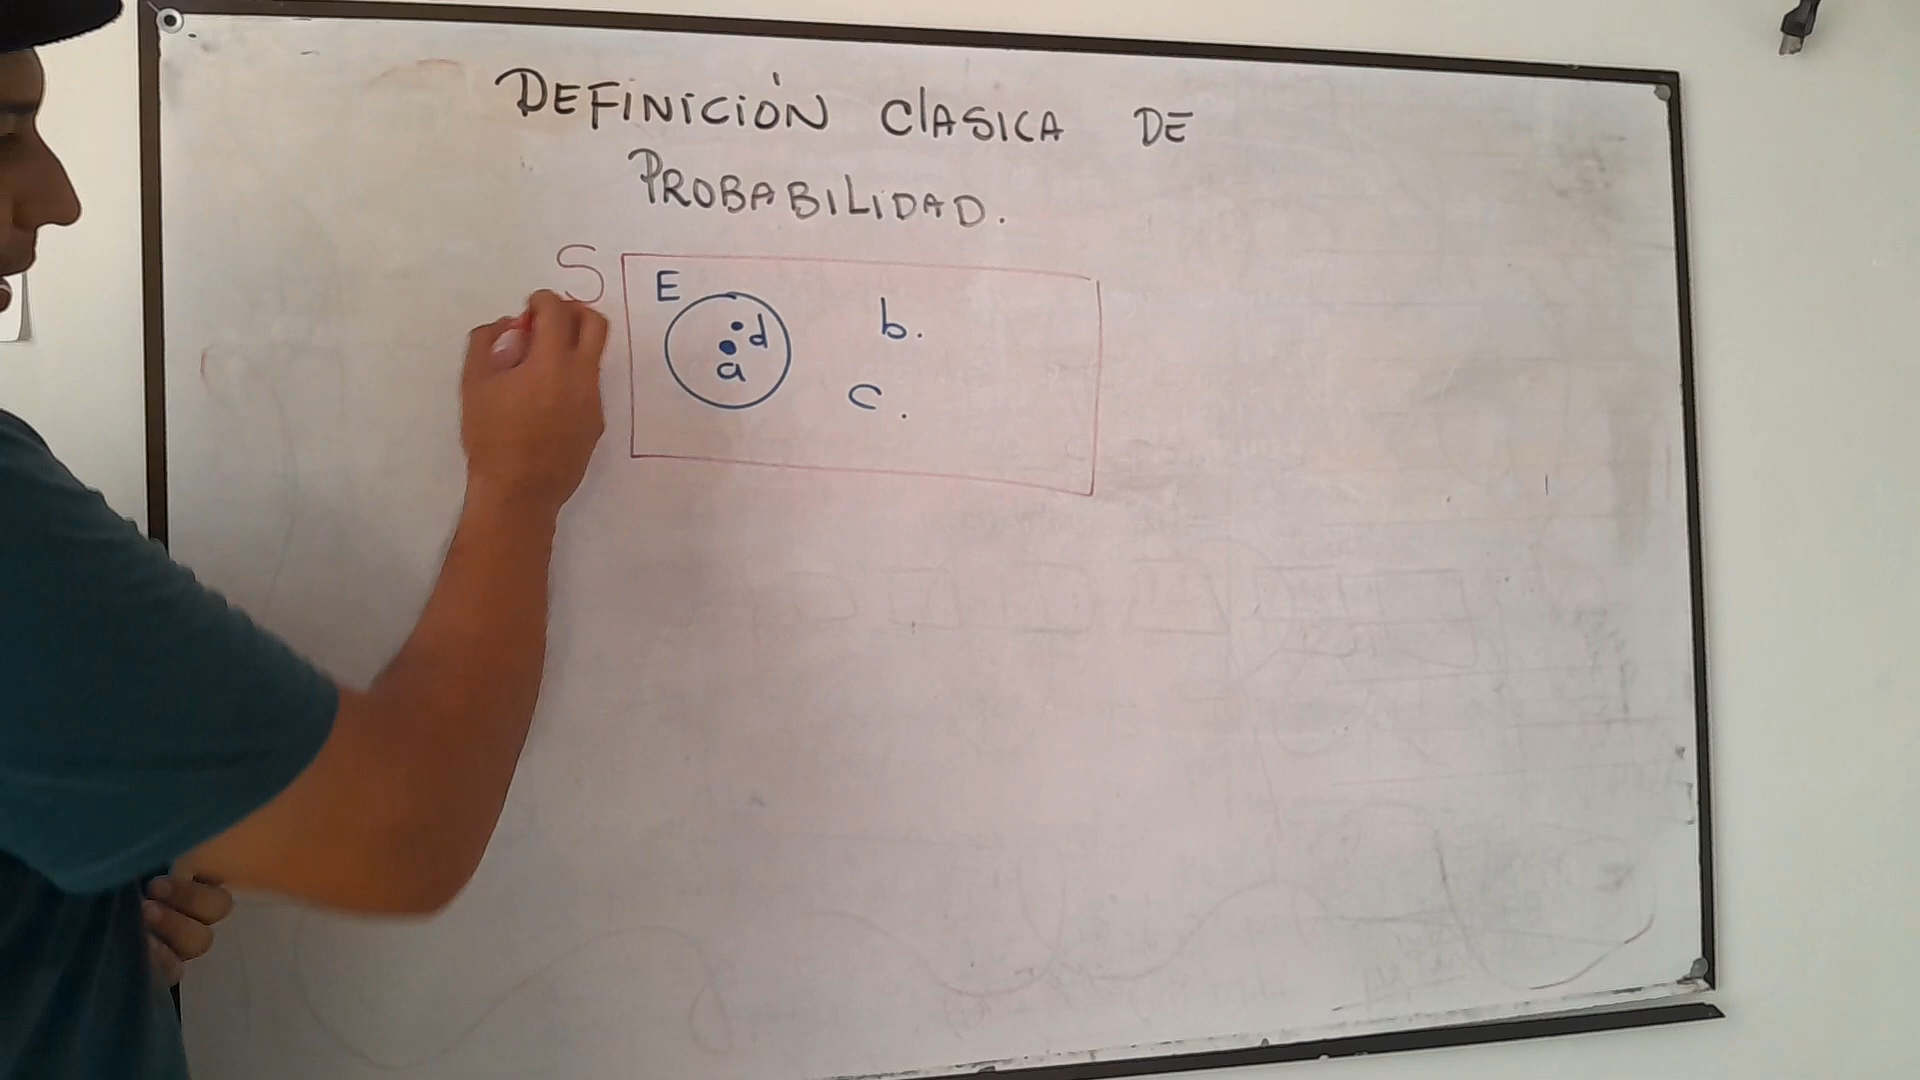 DEFINICIÓN CLASICA DE
PROBABILIDAD.
S
E
d
a
b.
c.